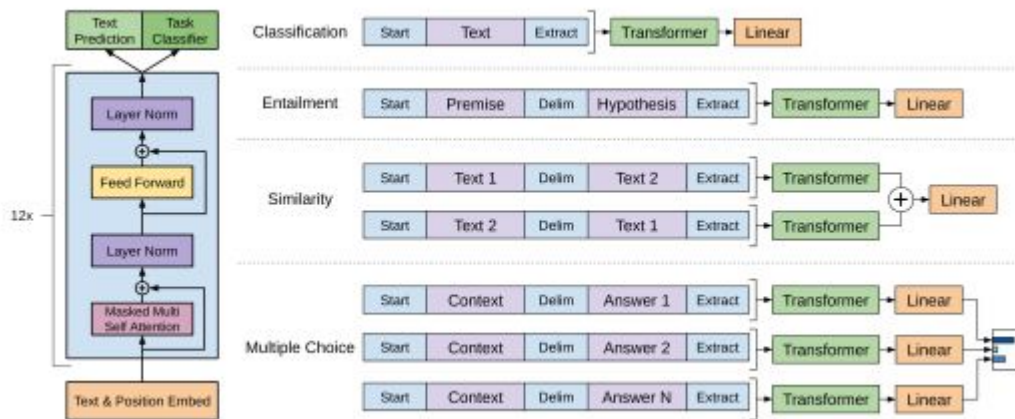 Text Prediction
Task Classifier
12x
Layer Norm
Feed Forward
Layer Norm
Masked Multi Self Attention
Text & Position Embed
Classification Start Text Extract Transformer Linear
Entailment Start Premise Delim Hypothesis Extract Transformer Linear
Similarity
Start Text 1 Delim Text 2 Extract Transformer
+ Linear
Start Text 2 Delim Text 1 Extract Transformer
Multiple Choice
Start Context Delim Answer 1 Extract Transformer Linear
Start Context Delim Answer 2 Extract Transformer Linear
Start Context Delim Answer N Extract Transformer Linear